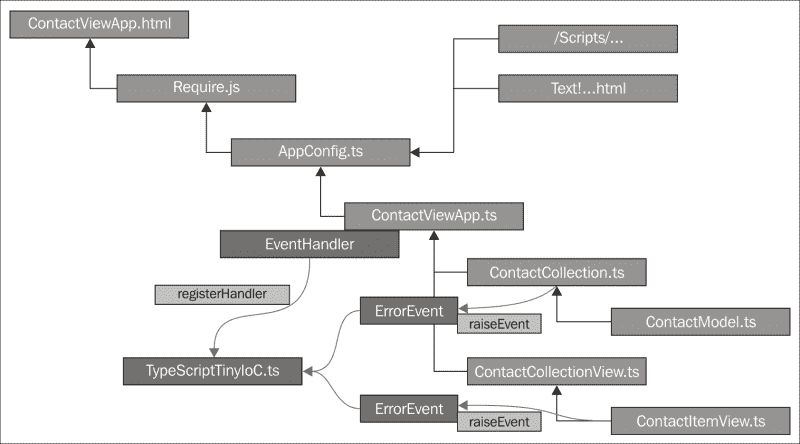 ContactViewApp.html
/Scripts/...
Require.js
Text!...html
AppConfig.ts
ContactViewApp.ts
EventHandler
ContactCollection.ts
registerHandler
ErrorEvent
raiseEvent
ContactModel.ts
TypeScriptTinyIoC.ts
ContactCollectionView.ts
ErrorEvent
raiseEvent
ContactItemView.ts